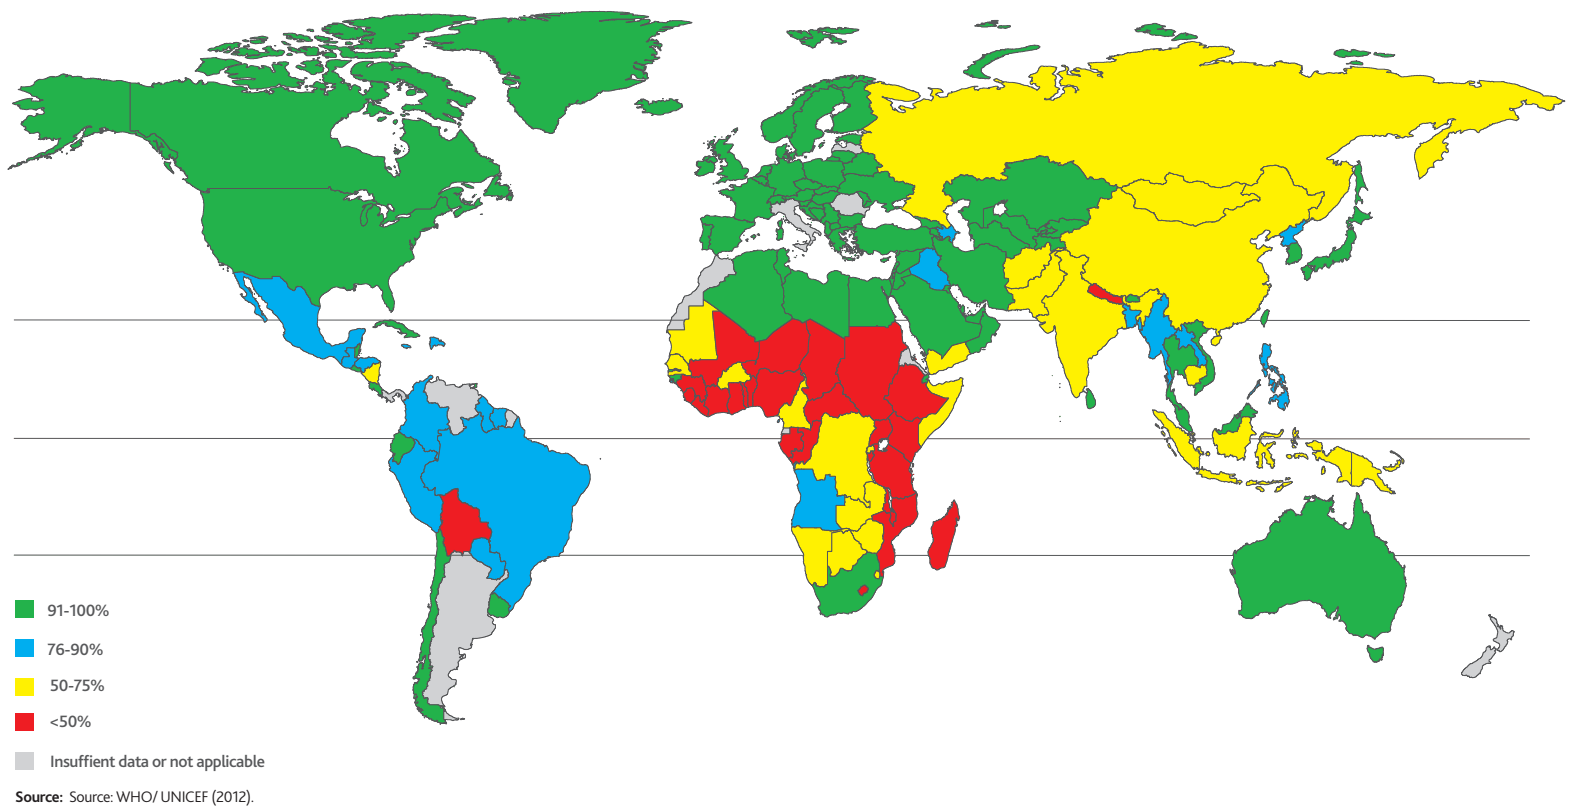 91-100%
76-90%
50-75%
<50%
Insuffient data or not applicable
Source: Source: WHO/ UNICEF (2012).